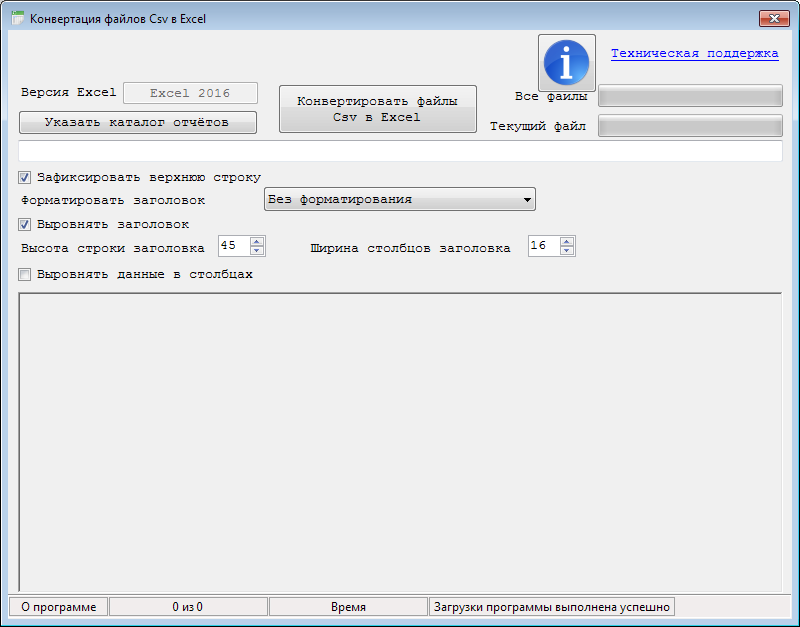 Конвертация файлов Csv в Excel
Техническая поддержка
Версия Excel
Excel 2016
Конвертировать файлы
Csv в Excel
Все файлы
Указать каталог отчётов
Текущий файл
Зафиксировать верхнюю строку
Форматировать заголовок
Без форматирования
Выровнять заголовок
Высота строки заголовка
45
Ширина столбцов заголовка
16
Выровнять данные в столбцах
О программе
0 из 0
Время
Загрузки программы выполнена успешно